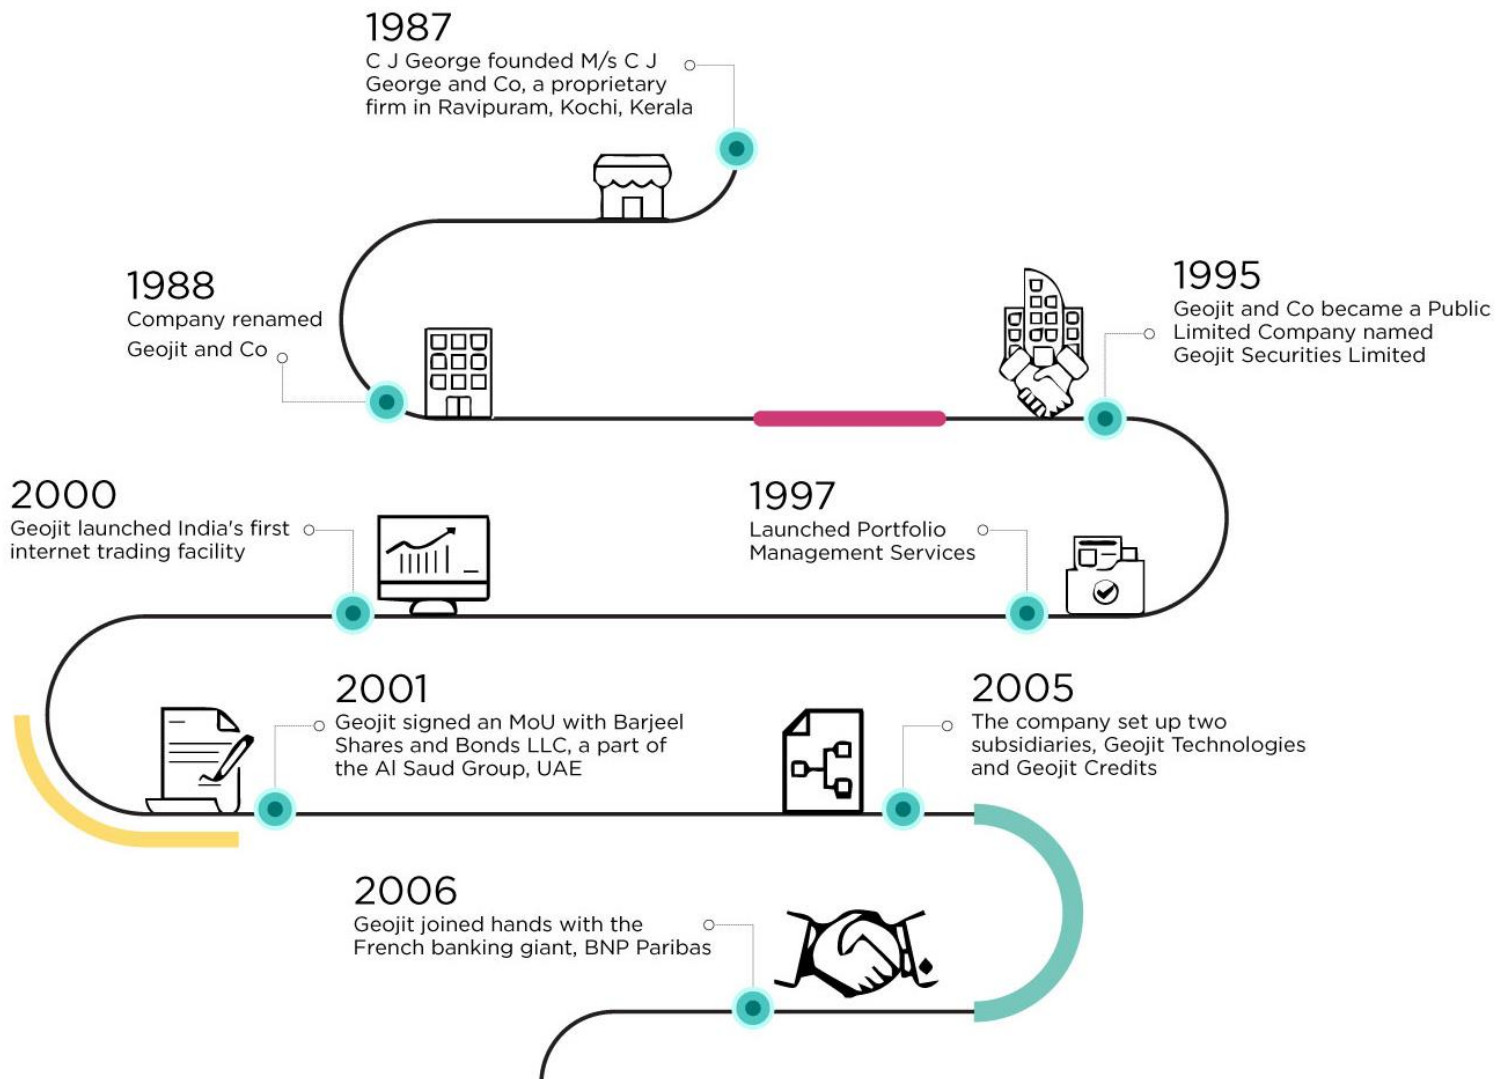 1987
C J George founded M/s C J
George and Co, a proprietary
firm in Ravipuram, Kochi, Kerala
1988
Company renamed
Geojit and Co
1995
Geojit and Co became a Public
Limited Company named
Geojit Securities Limited
1997
Launched Portfolio
Management Services
2000
Geojit launched India's first
internet trading facility
2001
Geojit signed an MoU with Barjeel
Shares and Bonds LLC, a part of
the Al Saud Group, UAE
2005
The company set up two
subsidiaries, Geojit Technologies
and Geojit Credits
2006
Geojit joined hands with the
French banking giant, BNP Paribas